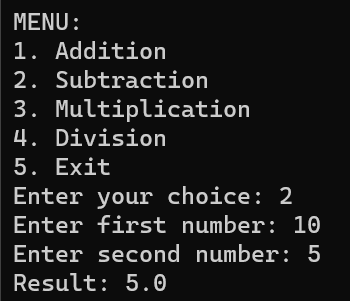 MENU:
1. Addition
2. Subtraction
3. Multiplication
4. Division
5. Exit
Enter your choice: 2
Enter first number: 10
Enter second number: 5
Result: 5.0